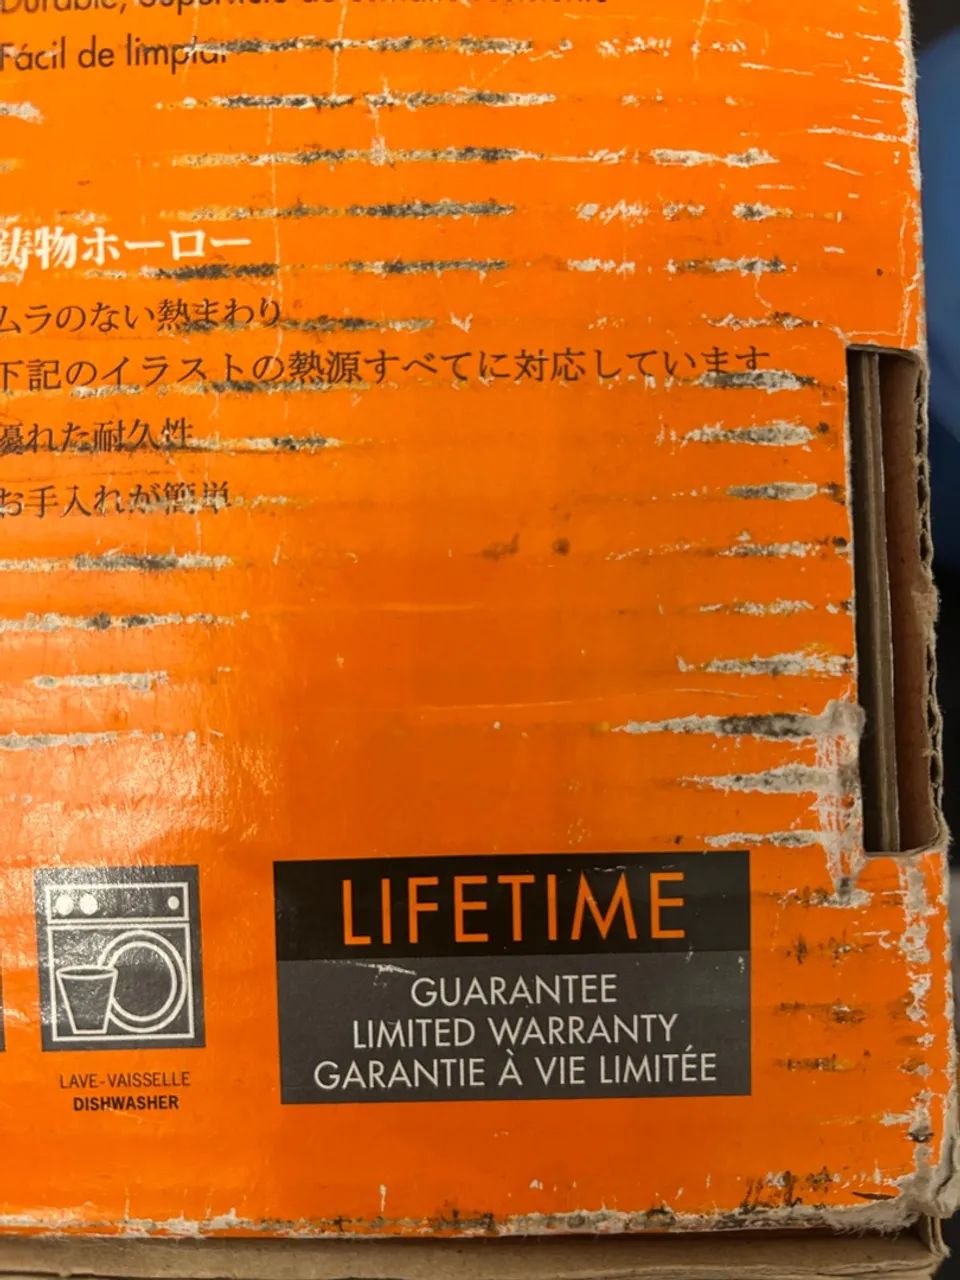 Durable,
Fácil de limpiar
鋳物ホーロー
ムラのない熱まわり
下記のイラストの熱源すべてに対応しています
優れた耐久性
お手入れが簡単
LIFETIME
GUARANTEE
LIMITED WARRANTY
GARANTIE À VIE LIMITÉE
LAVE-VAISSELLE
DISHWASHER